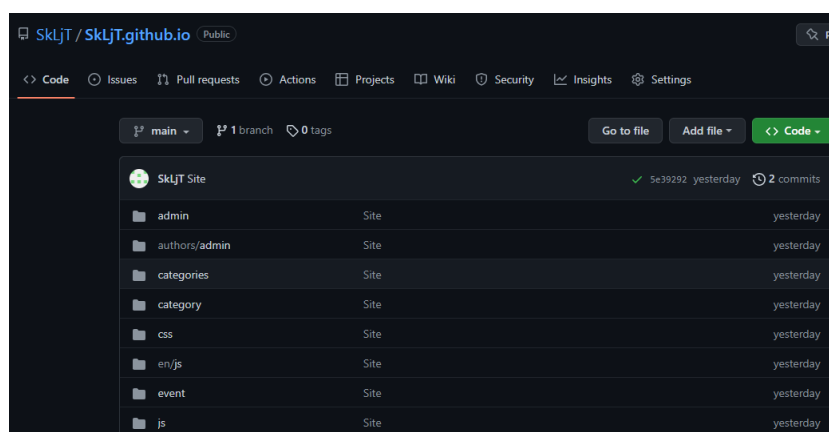 SkLjT / SkLjT.github.io Public
<> Code Issues Pull requests Actions Projects Wiki Security Insights Settings
main 1 branch 0 tags Go to file Add file Code
SkLjT Site 5e39292 yesterday 2 commits
admin Site yesterday
authors/admin Site yesterday
categories Site yesterday
category Site yesterday
css Site yesterday
en/js Site yesterday
event Site yesterday
js Site yesterday